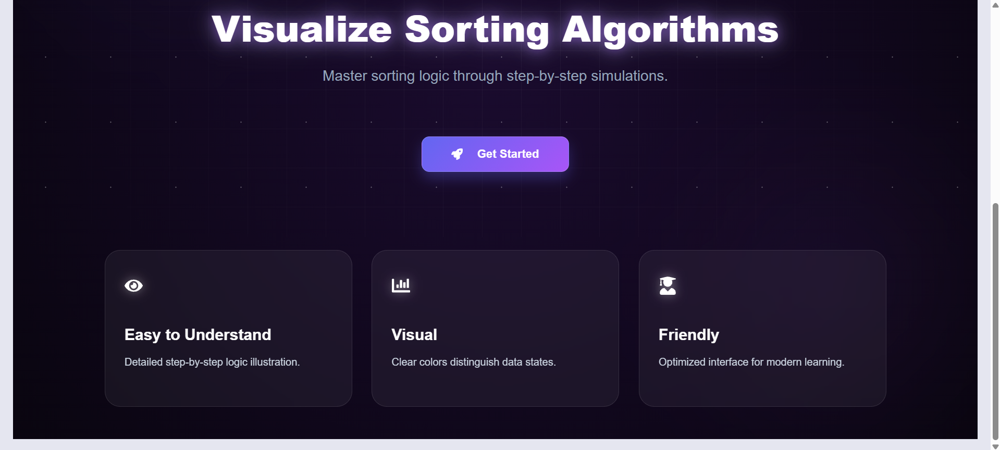 Visualize Sorting Algorithms
Master sorting logic through step-by-step simulations.
Get Started
Easy to Understand
Detailed step-by-step logic illustration.
Visual
Clear colors distinguish data states.
Friendly
Optimized interface for modern learning.